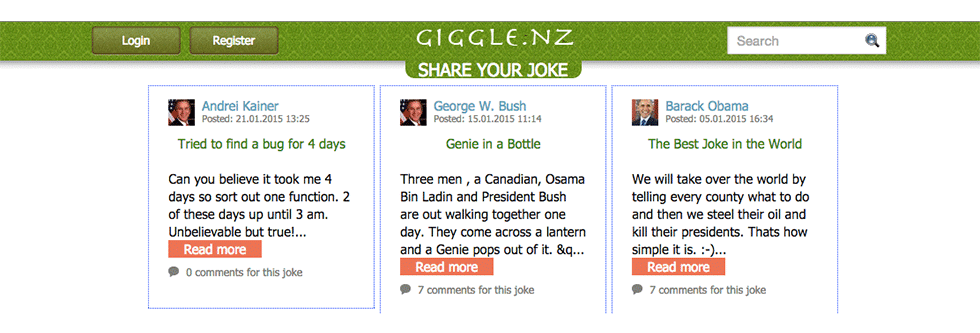 Login
Register
GIGGLE.NZ
Search
SHARE YOUR JOKE
Andrei Kainer
Posted: 21.01.2015 13:25
Tried to find a bug for 4 days
Can you believe it took me 4
days so sort out one function. 2
of these days up until 3 am.
Unbelievable but true!...
Read more
0 comments for this joke
George W. Bush
Posted: 15.01.2015 11:14
Genie in a Bottle
Three men , a Canadian, Osama
Bin Ladin and President Bush
are out walking together one
day. They come across a lantern
and a Genie pops out of it. &q...
Read more
7 comments for this joke
Barack Obama
Posted: 05.01.2015 16:34
The Best Joke in the World
We will take over the world by
telling every county what to do
and then we steel their oil and
kill their presidents. Thats how
simple it is. :-)...
Read more
7 comments for this joke